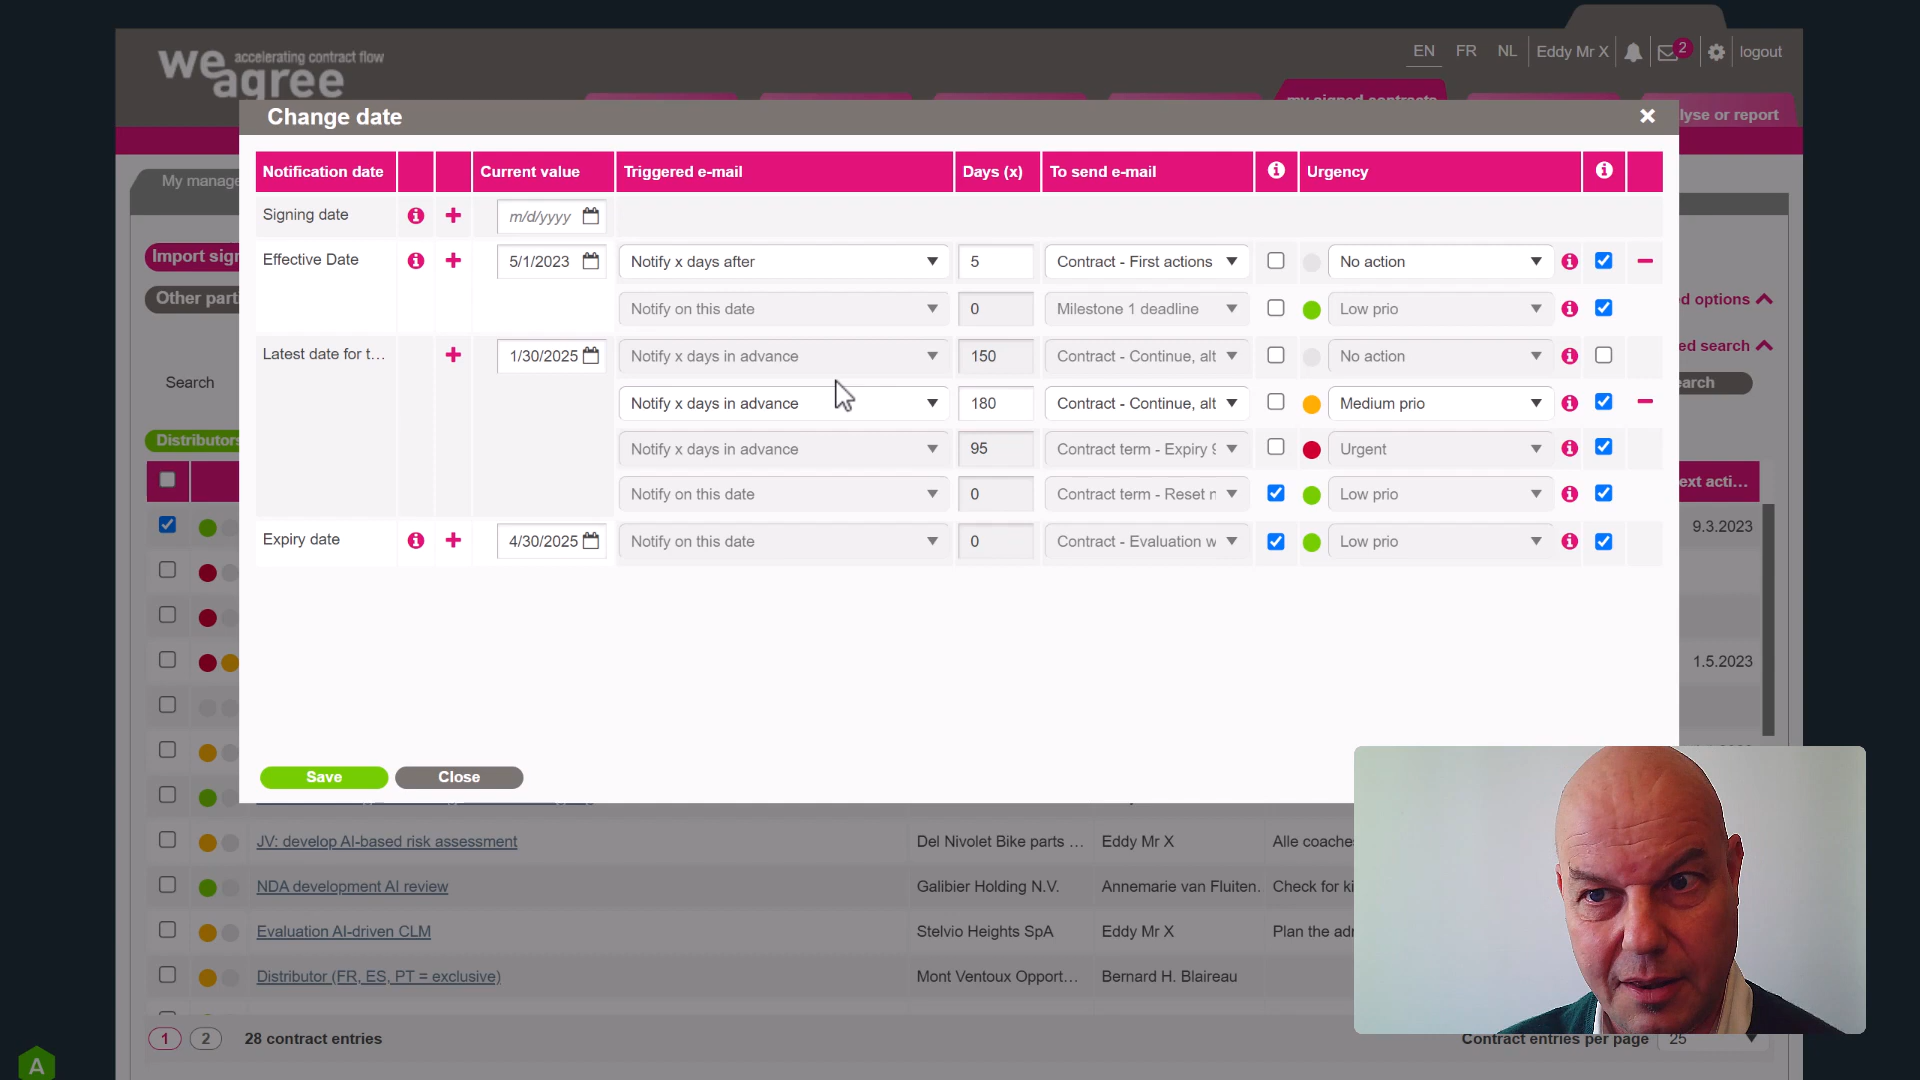 we agree accelerating contract flow
EN FR NL Eddy Mr X 2 logout
my signed contracts
lyse or report
Change date
My manage
Notification date Current value Triggered e-mail Days (x) To send e-mail Urgency
Signing date m/d/yyyy
Import sign
Effective Date 5/1/2023 Notify x days after 5 Contract - First actions No action
Other parti
Notify on this date 0 Milestone 1 deadline Low prio
d options
Latest date for t... 1/30/2025 Notify x days in advance 150 Contract - Continue, alt No action
ed search
Search
earch
Notify x days in advance 180 Contract - Continue, alt Medium prio
Distributors
Notify x days in advance 95 Contract term - Expiry 9 Urgent
ext acti...
Notify on this date 0 Contract term - Reset n Low prio
9.3.2023
Expiry date 4/30/2025 Notify on this date 0 Contract - Evaluation w Low prio
1.5.2023
Save Close
JV: develop AI-based risk assessment Del Nivolet Bike parts ... Eddy Mr X Alle coache
NDA development AI review Galibier Holding N.V. Annemarie van Fluiten. Check for ki
Evaluation AI-driven CLM Stelvio Heights SpA Eddy Mr X Plan the adr
Distributor (FR, ES, PT = exclusive) Mont Ventoux Opport... Bernard H. Blaireau
1 2 28 contract entries Contract entries per page 25
A